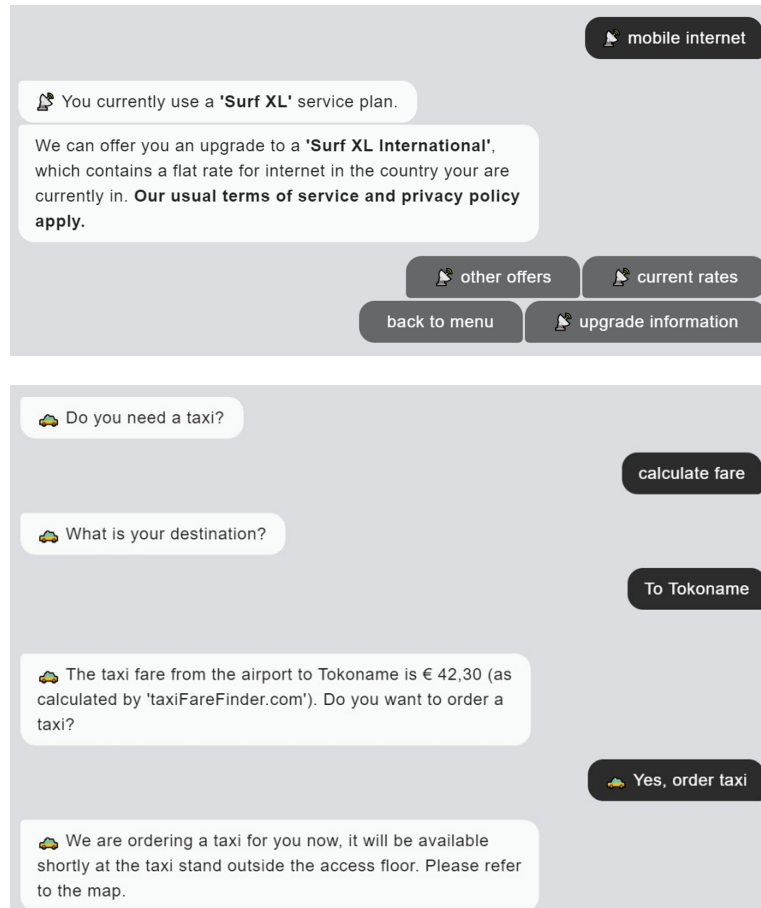 mobile internet
You currently use a 'Surf XL' service plan.
We can offer you an upgrade to a 'Surf XL International',
which contains a flat rate for internet in the country your are
currently in. Our usual terms of service and privacy policy
apply.
other offers
current rates
back to menu
upgrade information
Do you need a taxi?
calculate fare
What is your destination?
To Tokoname
The taxi fare from the airport to Tokoname is € 42,30 (as
calculated by 'taxiFareFinder.com'). Do you want to order a
taxi?
Yes, order taxi
We are ordering a taxi for you now, it will be available
shortly at the taxi stand outside the access floor. Please refer
to the map.